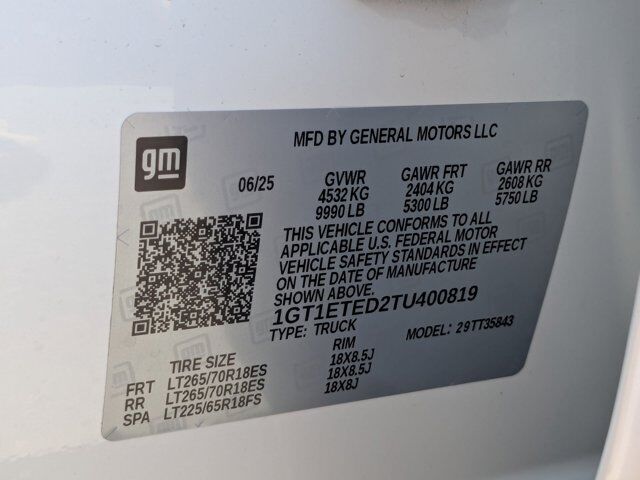 gm
MFD BY GENERAL MOTORS LLC
06/25
GVWR GAWR FRT GAWR RR
4532 KG 2404 KG 2608 KG
9990 LB 5300 LB 5750 LB
THIS VEHICLE CONFORMS TO ALL
APPLICABLE U.S. FEDERAL MOTOR
VEHICLE SAFETY STANDARDS IN EFFECT
ON THE DATE OF MANUFACTURE
SHOWN ABOVE.
1GT1ETED2TU400819
TYPE: TRUCK MODEL: 29TT35843
TIRE SIZE RIM
FRT LT265/70R18ES 18X8.5J
RR LT265/70R18ES 18X8.5J
SPA LT225/65R18FS 18X8J